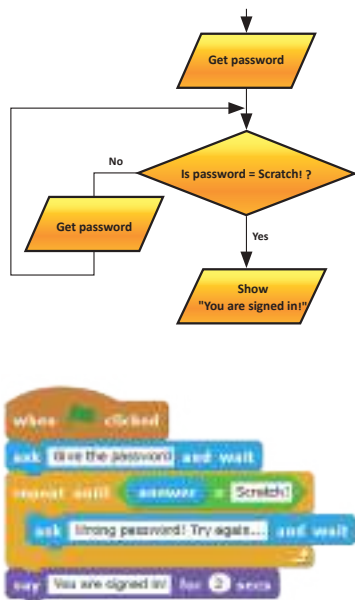 Get password
Is password = Scratch! ?
No
Get password
Yes
Show
"You are signed in!"
when clicked
ask Give the password and wait
repeat until answer = Scratch!
ask Wrong password! Try again... and wait
say You are signed in! for 2 secs